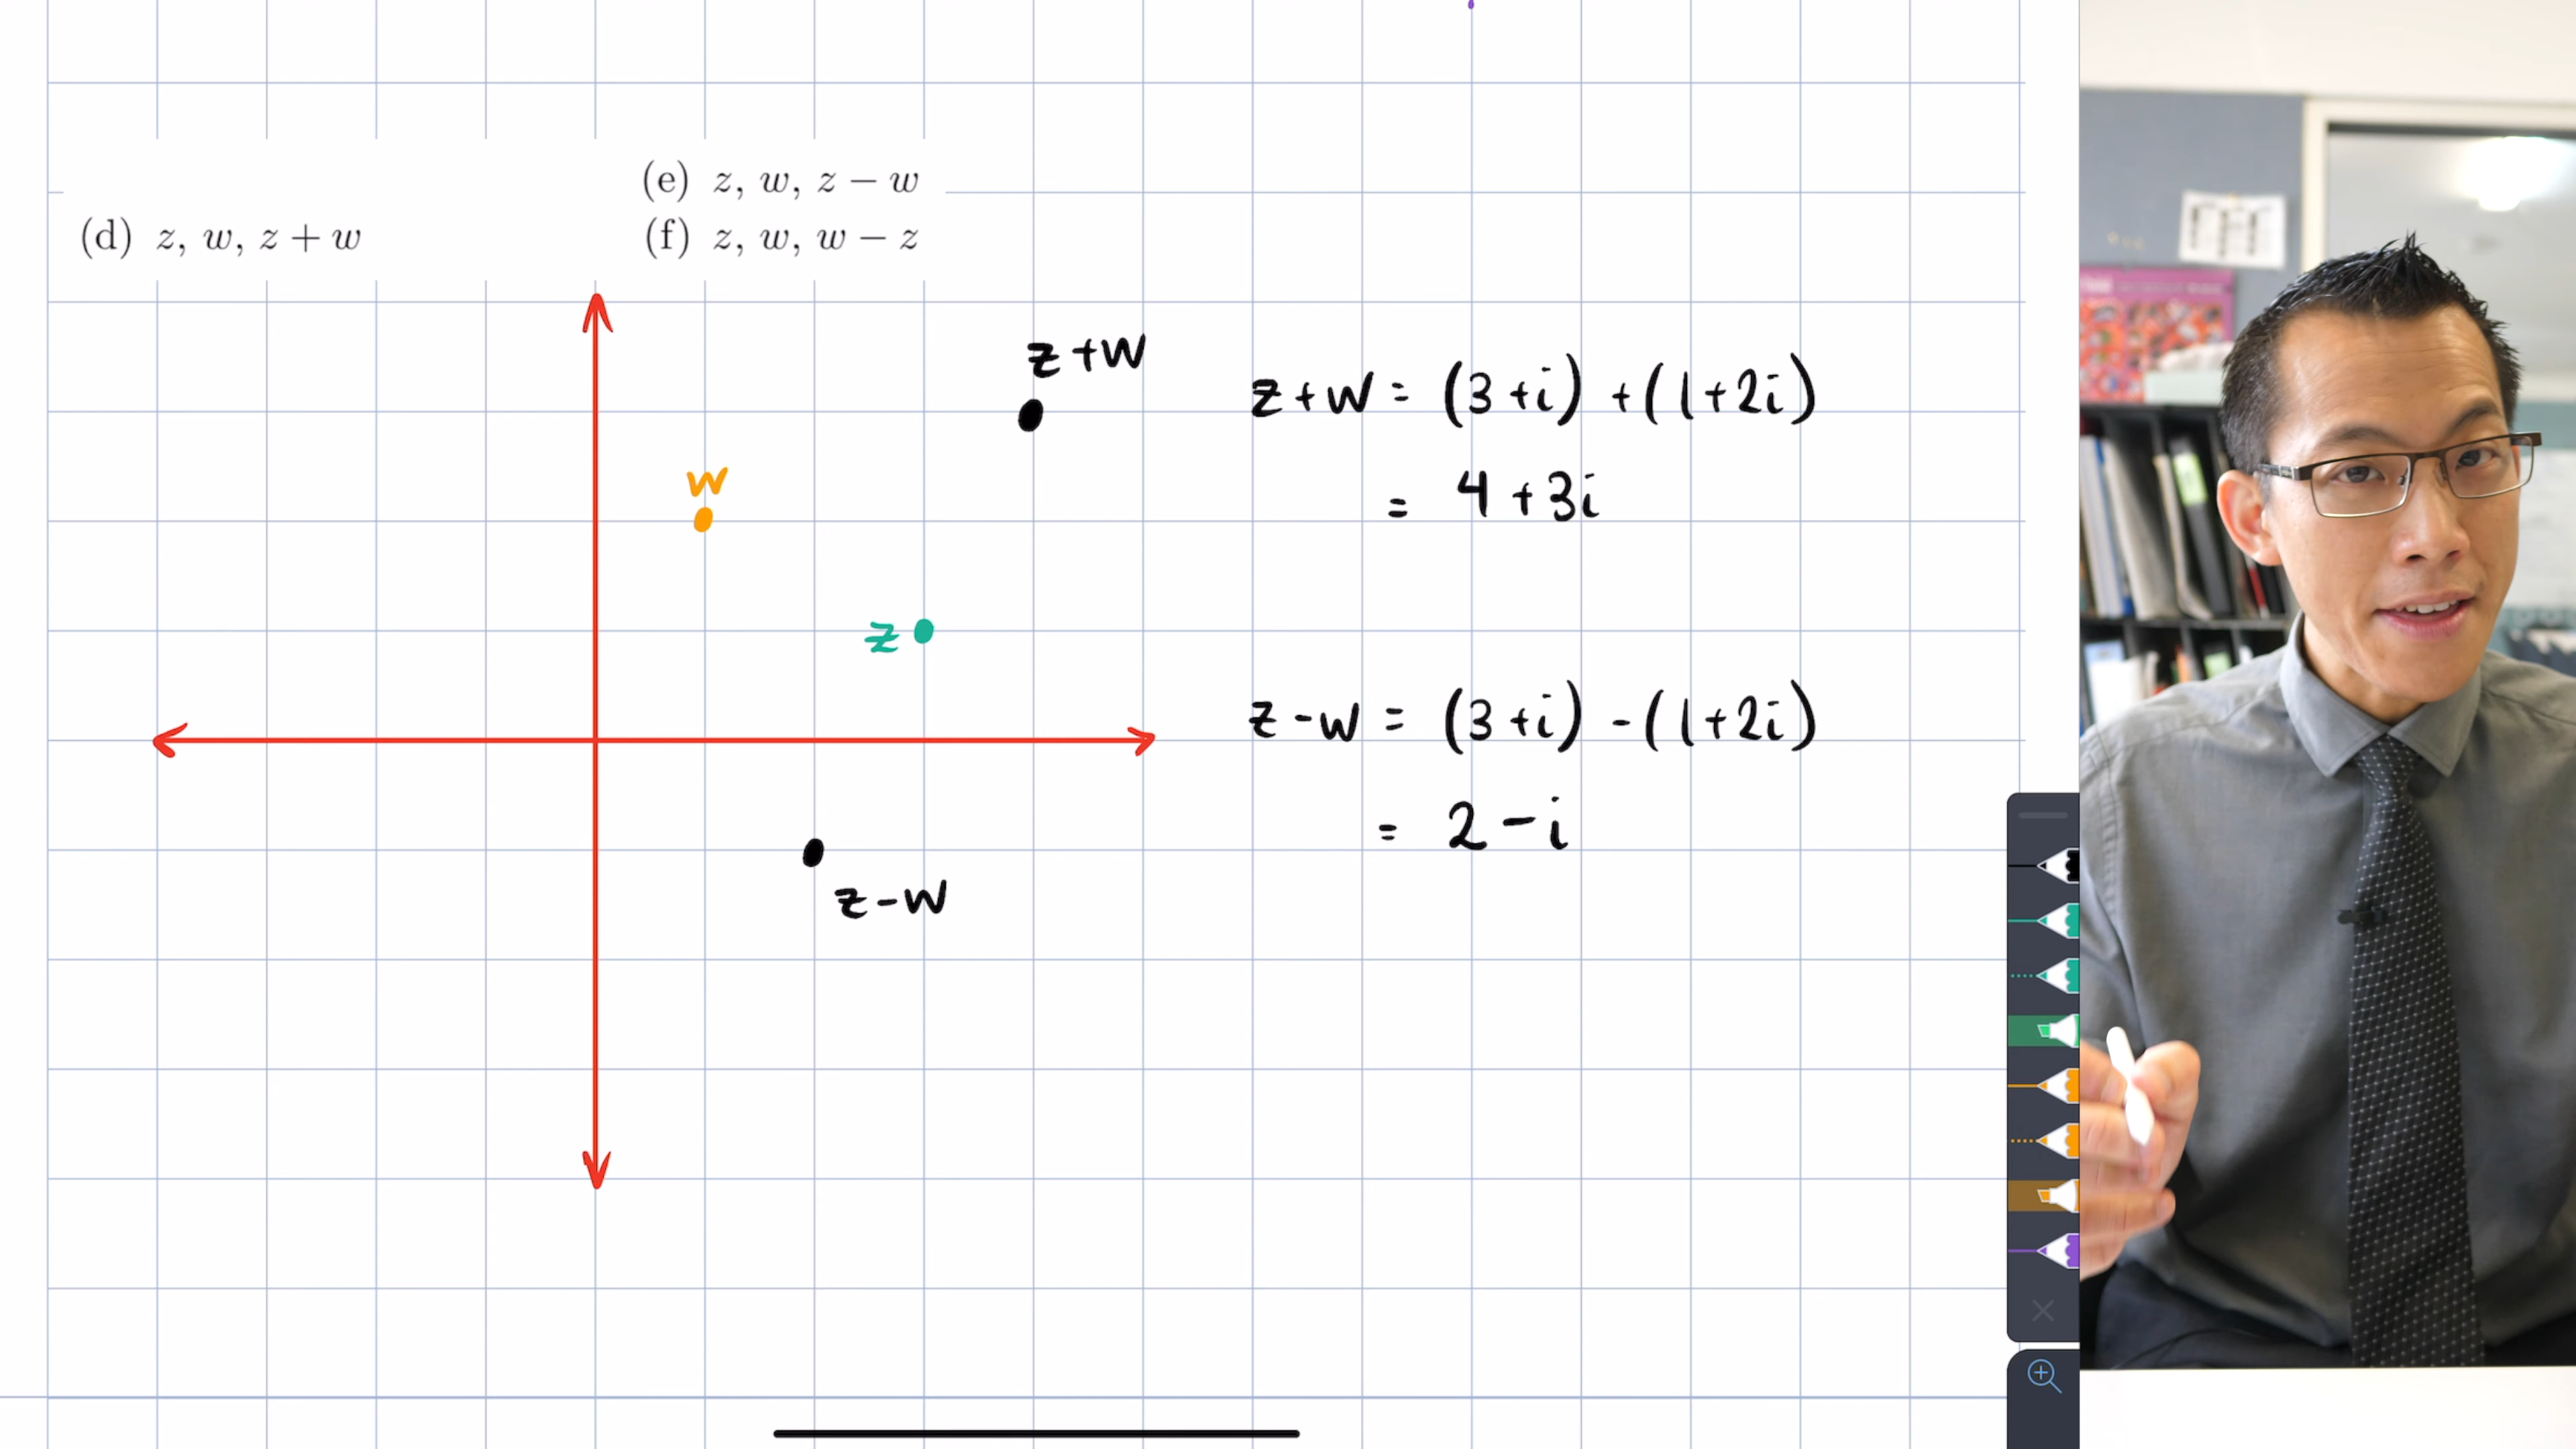 (e) z, w, z − w
(d) z, w, z + w
(f) z, w, w − z
z+w
w
z
z-w
z+w = (3+i) + (1+2i)
= 4+3i
z-w = (3+i) - (1+2i)
= 2-i